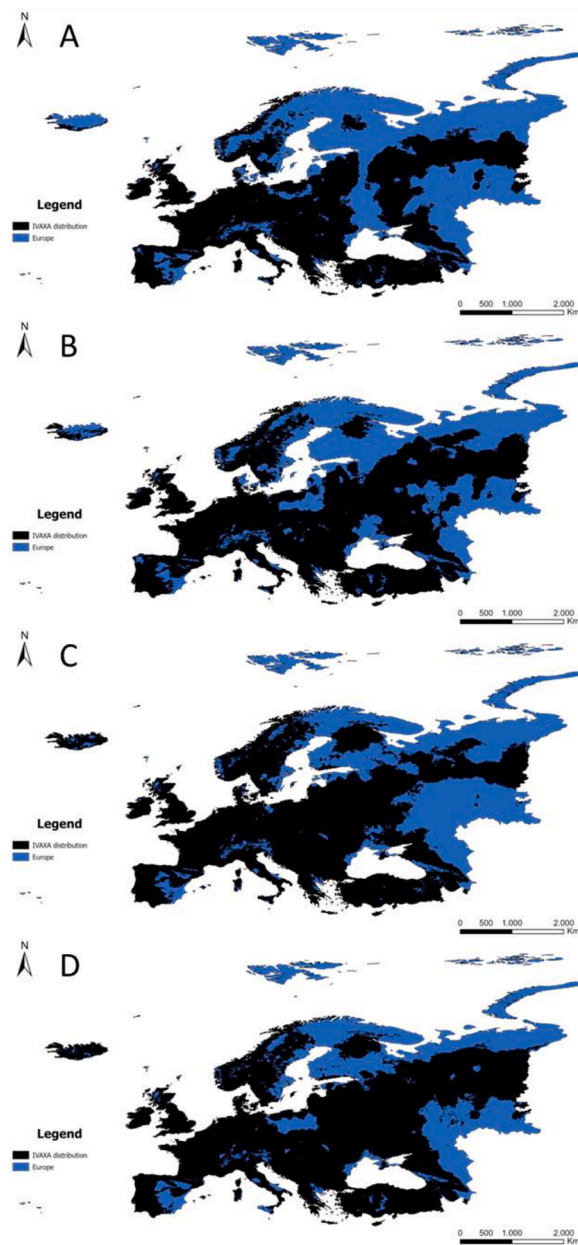 N
A
Legend
IVAXA distribution
Europe
0 500 1.000 2.000
Km
N
B
Legend
IVAXA distribution
Europe
0 500 1.000 2.000
Km
N
C
Legend
IVAXA distribution
Europe
0 500 1.000 2.000
Km
N
D
Legend
IVAXA distribution
Europe
0 500 1.000 2.000
Km